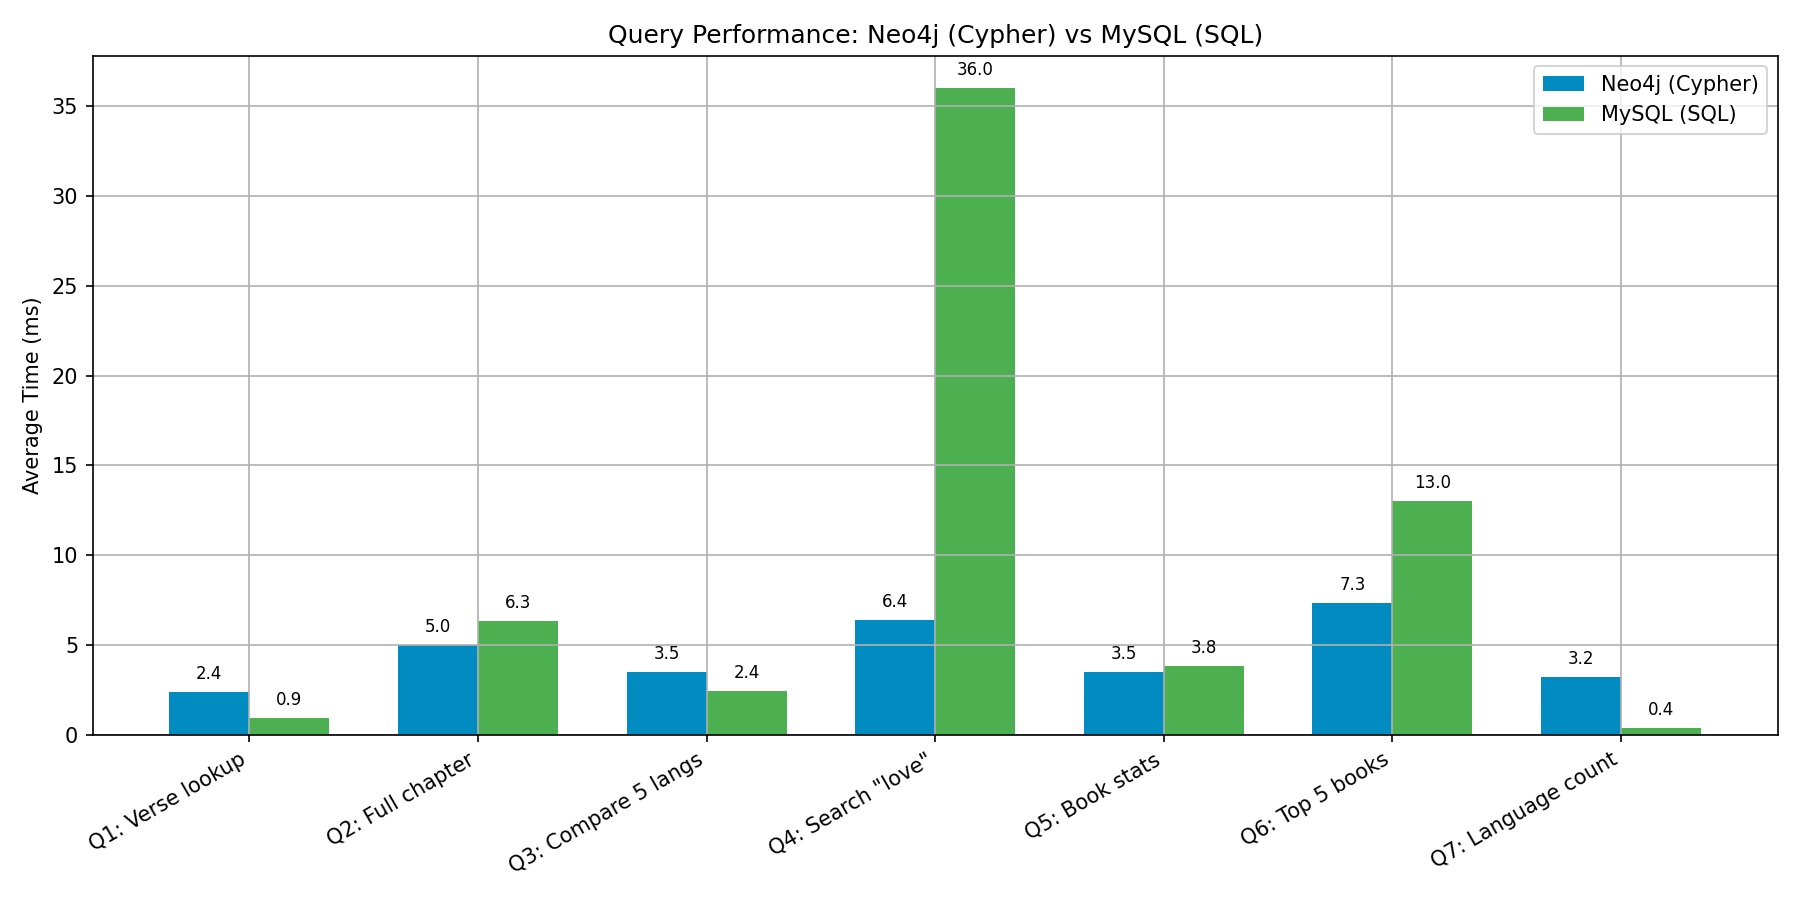 Query Performance: Neo4j (Cypher) vs MySQL (SQL)
Neo4j (Cypher)
MySQL (SQL)
Average Time (ms)
35
30
25
20
15
10
5
0
2.4
0.9
5.0
6.3
3.5
2.4
6.4
36.0
3.5
3.8
7.3
13.0
3.2
0.4
Q1: Verse lookup
Q2: Full chapter
Q3: Compare 5 langs
Q4: Search "love"
Q5: Book stats
Q6: Top 5 books
Q7: Language count